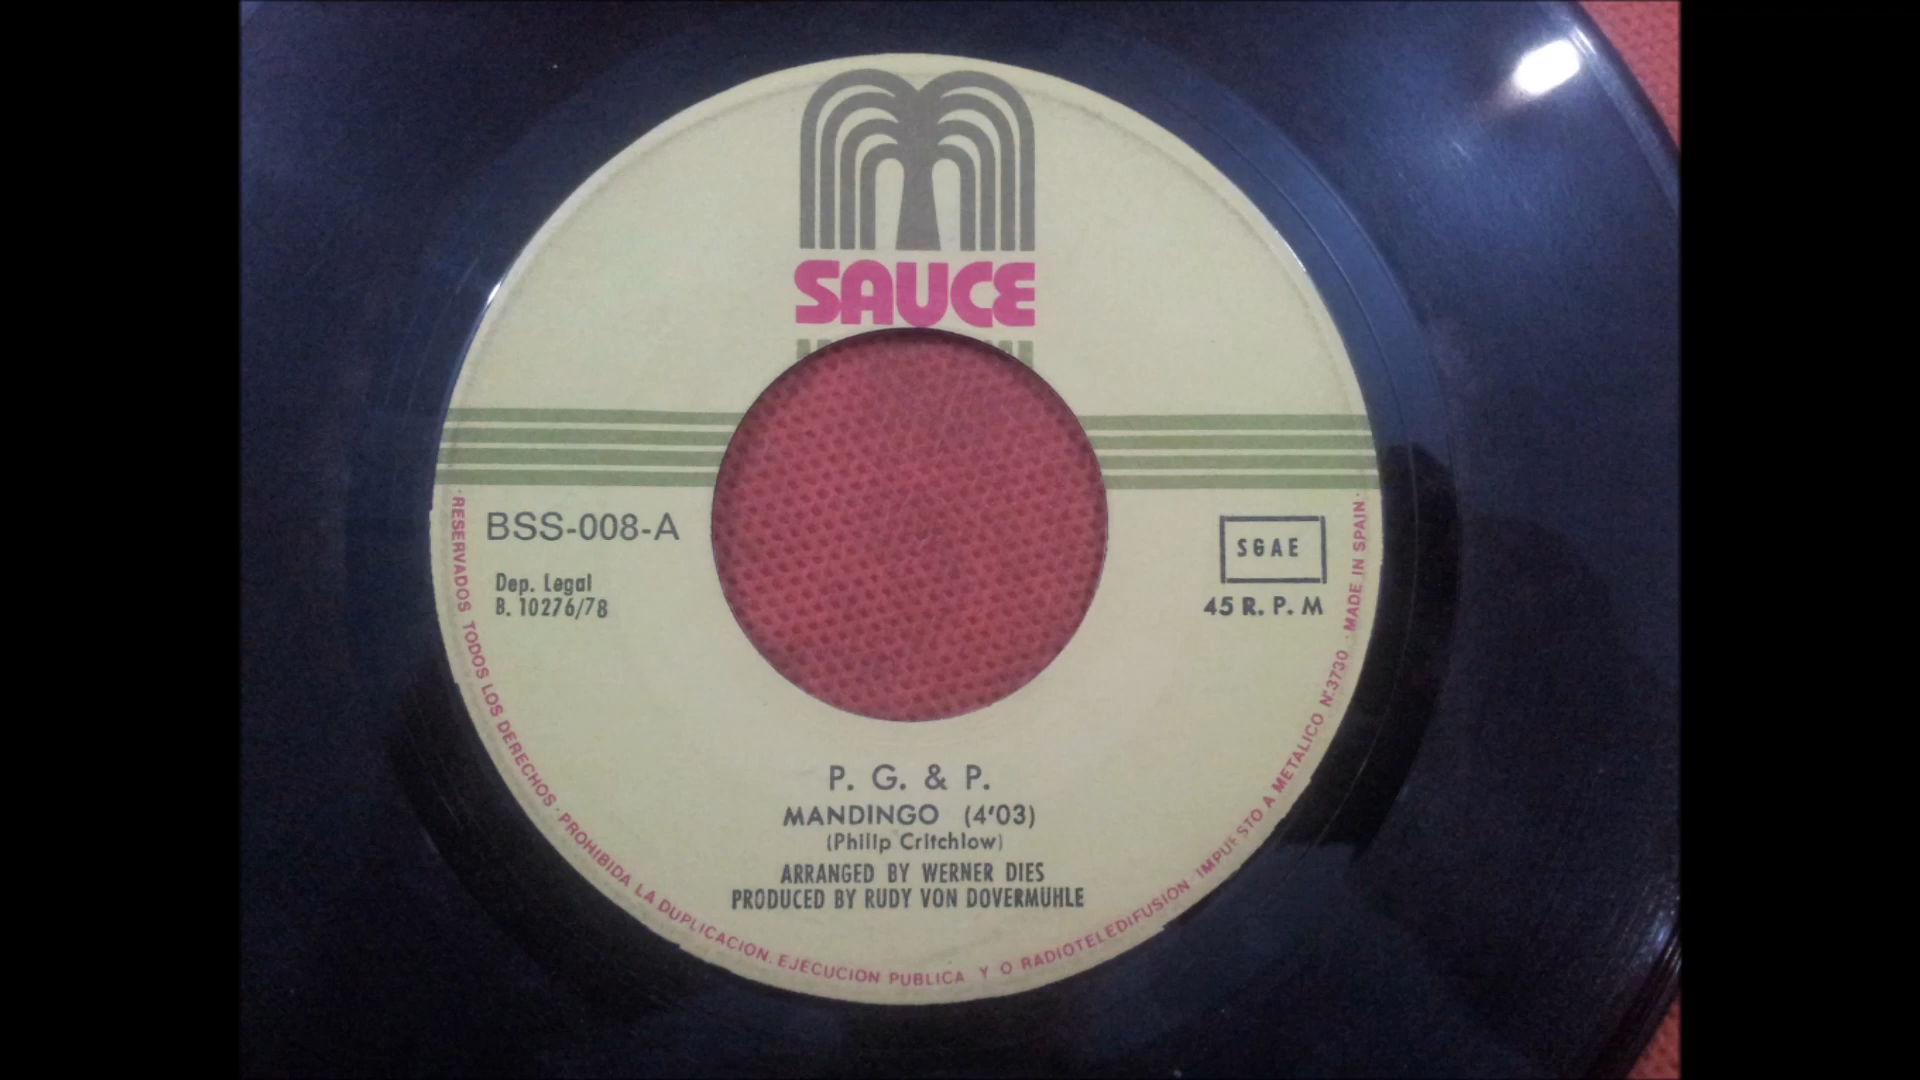 SAUCE
BSS-008-A
Dep. Legal
B. 10276/78
SGAE
45 R. P. M
P. G. & P.
MANDINGO (4'03)
(Philip Critchlow)
ARRANGED BY WERNER DIES
PRODUCED BY RUDY VON DOVERMUHLE
· RESERVADOS TODOS LOS DERECHOS · PROHIBIDA LA DUPLICACION. EJECUCION PUBLICA Y O RADIOTELEDIFUSION IMPUESTO A METALICO N.º 3730 · MADE IN SPAIN ·